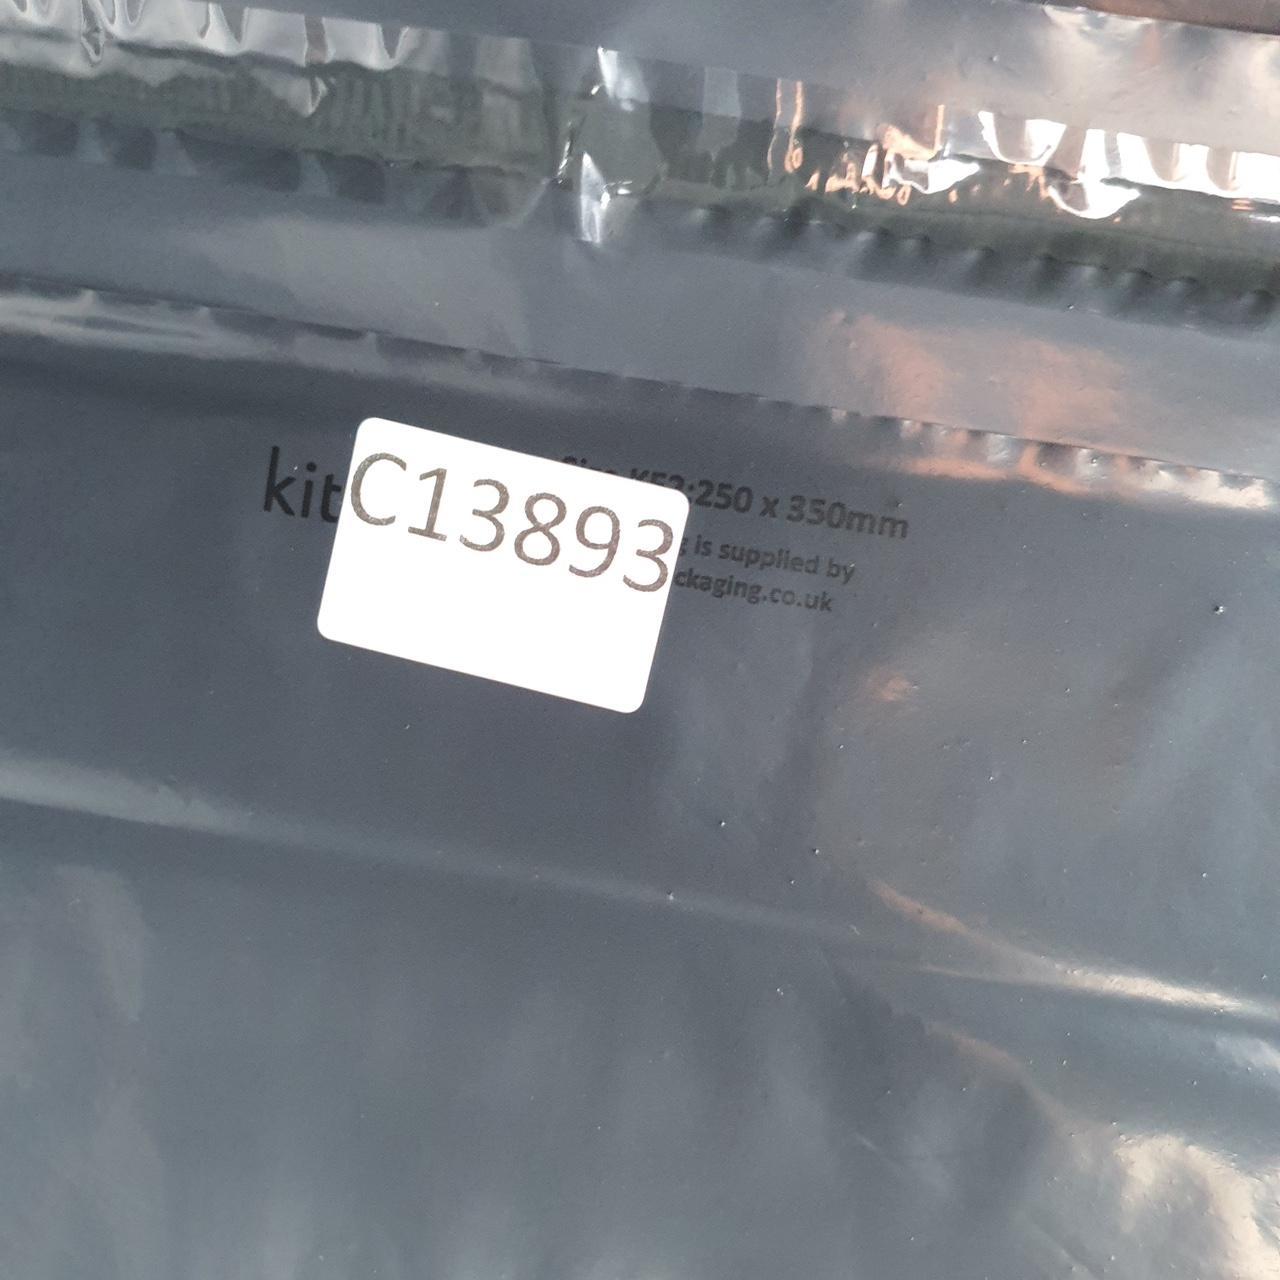 C13893
kit
:250 x 350mm
is supplied by
ckaging.co.uk